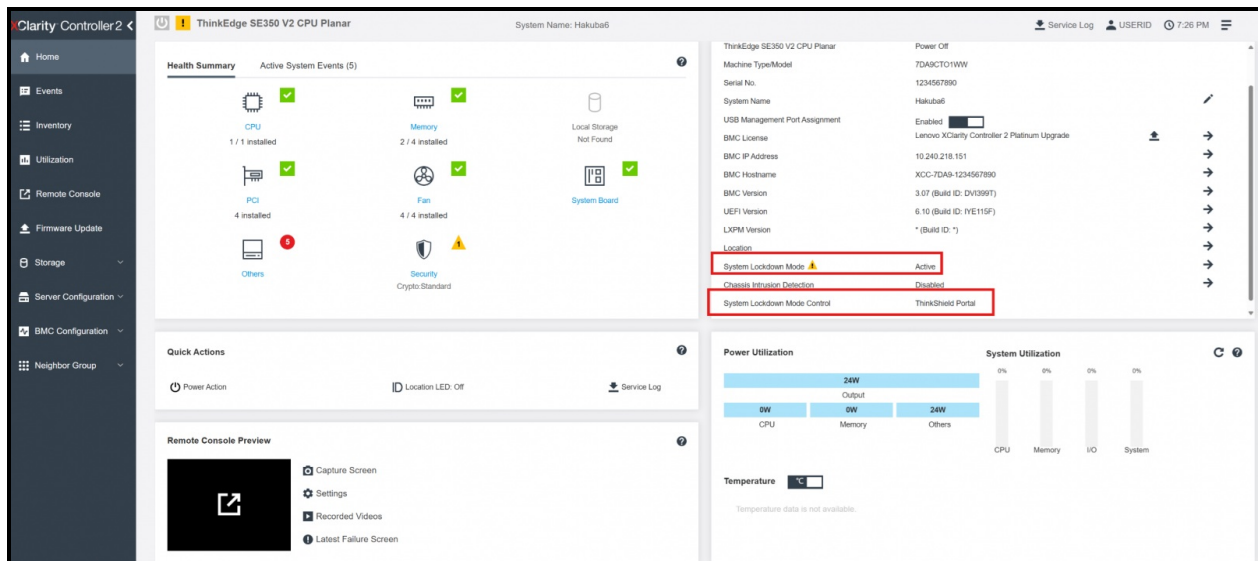 XClarity Controller 2
ThinkEdge SE350 V2 CPU Planar
System Name: Hakuba6
Service Log
USERID
7:26 PM
Home
Events
Inventory
Utilization
Remote Console
Firmware Update
Storage
Server Configuration
BMC Configuration
Neighbor Group
Health Summary
Active System Events (5)
CPU
1 / 1 installed
Memory
2 / 4 installed
Local Storage
Not Found
PCI
4 installed
Fan
4 / 4 installed
System Board
5
Others
Security
Crypto:Standard
ThinkEdge SE350 V2 CPU Planar Power Off
Machine Type/Model 7DA9CTO1WW
Serial No. 1234567890
System Name Hakuba6
USB Management Port Assignment Enabled
BMC License Lenovo XClarity Controller 2 Platinum Upgrade
BMC IP Address 10.240.218.151
BMC Hostname XCC-7DA9-1234567890
BMC Version 3.07 (Build ID: DVI399T)
UEFI Version 6.10 (Build ID: IYE115F)
LXPM Version * (Build ID: *)
Location
System Lockdown Mode Active
Chassis Intrusion Detection Disabled
System Lockdown Mode Control ThinkShield Portal
Quick Actions
Power Action
Location LED: Off
Service Log
Remote Console Preview
Capture Screen
Settings
Recorded Videos
Latest Failure Screen
Power Utilization
24W
Output
0W 0W 24W
CPU Memory Others
System Utilization
0% 0% 0% 0%
CPU Memory I/O System
Temperature °C
Temperature data is not available.